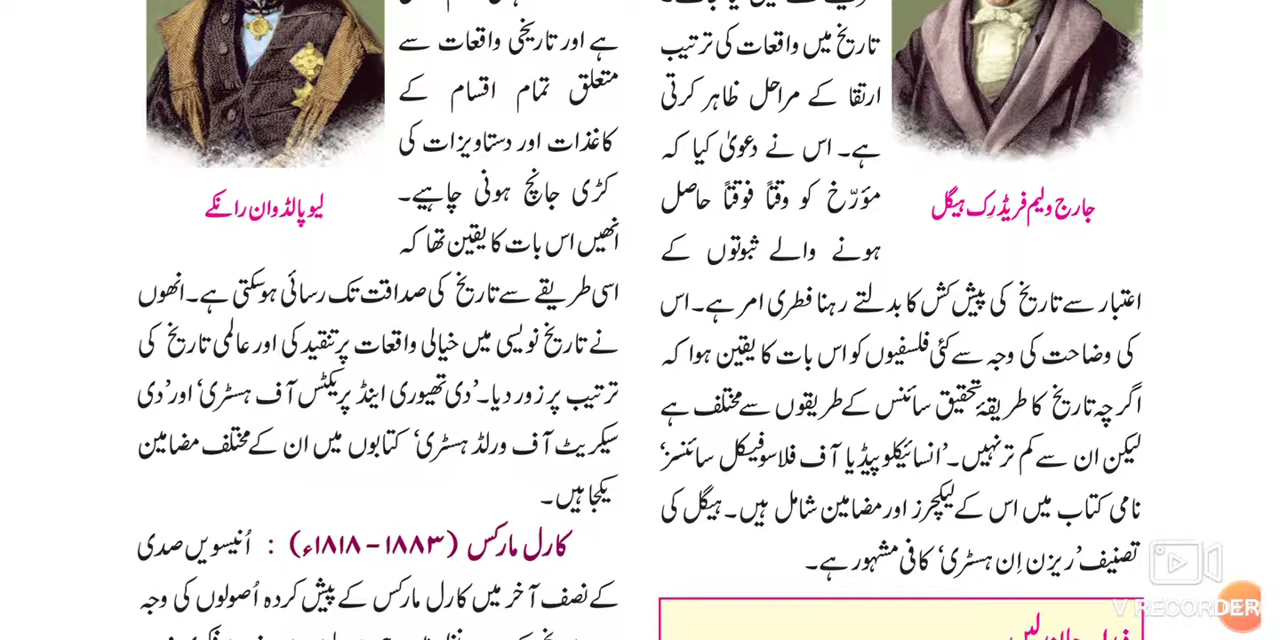 تاریخ میں واقعات کی ترتیب
ارتقا کے مراحل ظاہر کرتی
ہے۔ اس نے دعویٰ کیا کہ
مؤرّخ کو وقتاً فوقتاً حاصل
ہونے والے ثبوتوں کے
جارج ولیم فریڈرِک ہیگل
اعتبار سے تاریخ کی پیش کش کا بدلتے رہنا فطری امر ہے۔ اس
کی وضاحت کی وجہ سے کئی فلسفیوں کو اس بات کا یقین ہوا کہ
اگرچہ تاریخ کا طریقۂ تحقیق سائنس کے طریقوں سے مختلف ہے
لیکن ان سے کم تر نہیں۔ 'انسائیکلوپیڈیا آف فلاسوفیکل سائنسز'
نامی کتاب میں اس کے لیکچرز اور مضامین شامل ہیں۔ ہیگل کی
تصنیف 'ریزن اِن ہسٹری' کافی مشہور ہے۔
ہے اور تاریخی واقعات سے
متعلق تمام اقسام کے
کاغذات اور دستاویزات کی
کڑی جانچ ہونی چاہیے۔
انھیں اس بات کا یقین تھا کہ
لیوپالڈ وان رانکے
اسی طریقے سے تاریخ کی صداقت تک رسائی ہوسکتی ہے۔ انھوں
نے تاریخ نویسی میں خیالی واقعات پر تنقید کی اور عالمی تاریخ کی
ترتیب پر زور دیا۔ 'دی تھیوری اینڈ پریکٹس آف ہسٹری' اور 'دی
سیکریٹ آف ورلڈ ہسٹری' کتابوں میں ان کے مختلف مضامین
یکجا ہیں۔
کارل مارکس (۱۸۱۸ – ۱۸۸۳ء) : اُنیسویں صدی
کے نصف آخر میں کارل مارکس کے پیش کردہ اُصولوں کی وجہ
V RECORDER